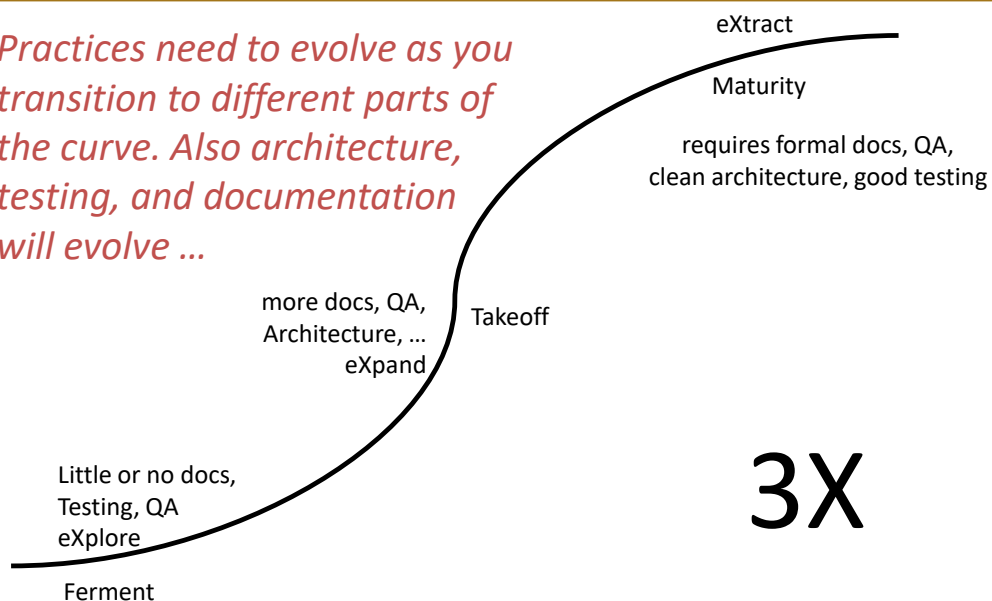 Practices need to evolve as you
transition to different parts of
the curve. Also architecture,
testing, and documentation
will evolve …
eXtract
Maturity
requires formal docs, QA,
clean architecture, good testing
more docs, QA,
Architecture, …
eXpand
Takeoff
Little or no docs,
Testing, QA
eXplore
Ferment
3X